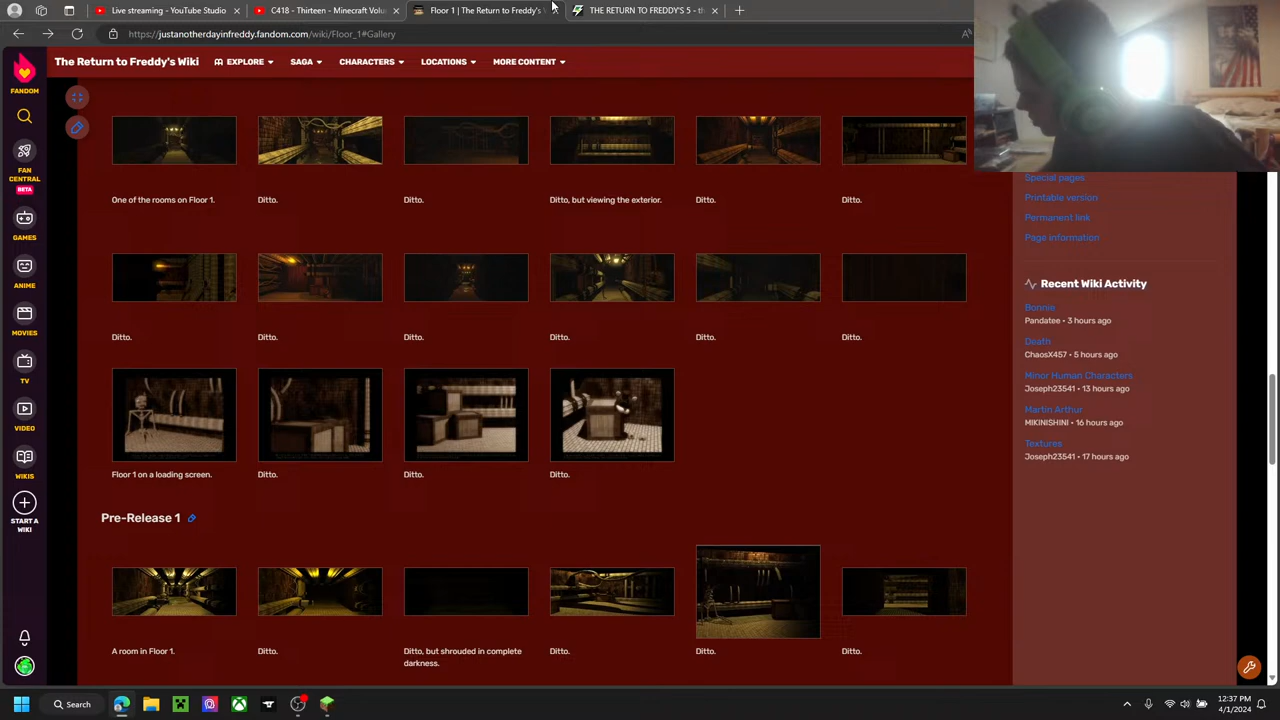 Live streaming - YouTube Studio
C418 - Thirteen - Minecraft Volu
Floor 1 | The Return to Freddy's
THE RETURN TO FREDDY'S 5 - th
https://justanotherdayinfreddy.fandom.com/wiki/Floor_1#Gallery
The Return to Freddy's Wiki
EXPLORE
SAGA
CHARACTERS
LOCATIONS
MORE CONTENT
FANDOM
FAN
CENTRAL
BETA
GAMES
ANIME
MOVIES
TV
VIDEO
WIKIS
START A
WIKI
One of the rooms on Floor 1.
Ditto.
Ditto.
Ditto, but viewing the exterior.
Ditto.
Ditto.
Ditto.
Ditto.
Ditto.
Ditto.
Ditto.
Ditto.
Floor 1 on a loading screen.
Ditto.
Ditto.
Ditto.
Pre-Release 1
A room in Floor 1.
Ditto.
Ditto, but shrouded in complete
darkness.
Ditto.
Ditto.
Ditto.
Special pages
Printable version
Permanent link
Page information
Recent Wiki Activity
Bonnie
Pandatee • 3 hours ago
Death
ChaosX457 • 5 hours ago
Minor Human Characters
Joseph23541 • 13 hours ago
Martin Arthur
MIKINISHINI • 16 hours ago
Textures
Joseph23541 • 17 hours ago
Search
12:37 PM
4/1/2024